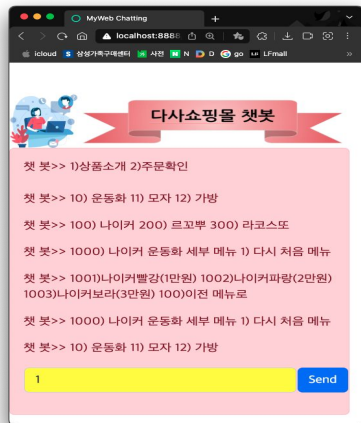 MyWeb Chatting
localhost:8888
icloud S 삼성가족구매센터 사전 N N D D G go LF LFmall
다사쇼핑몰 챗봇
챗 봇>> 1)상품소개 2)주문확인
챗 봇>> 10) 운동화 11) 모자 12) 가방
챗 봇>> 100) 나이커 200) 르꼬뿌 300) 라코스또
챗 봇>> 1000) 나이커 운동화 세부 메뉴 1) 다시 처음 메뉴
챗 봇>> 1001)나이커빨강(1만원) 1002)나이커파랑(2만원)
1003)나이커보라(3만원) 100)이전 메뉴로
챗 봇>> 1000) 나이커 운동화 세부 메뉴 1) 다시 처음 메뉴
챗 봇>> 10) 운동화 11) 모자 12) 가방
1 Send